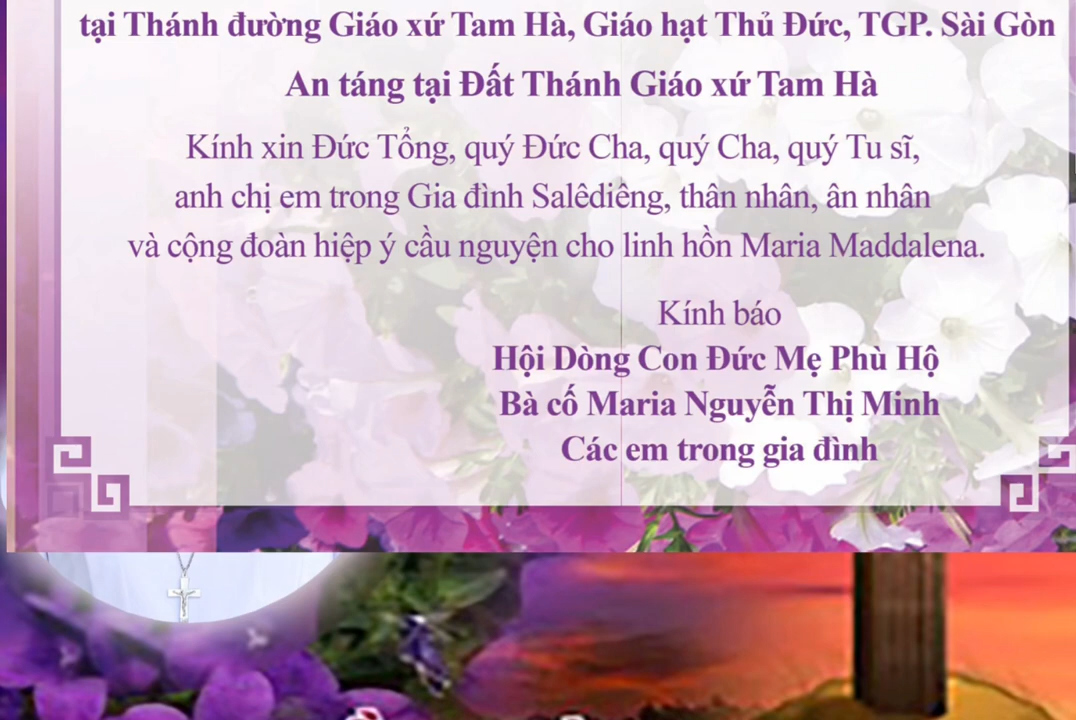 tại Thánh đường Giáo xứ Tam Hà, Giáo hạt Thủ Đức, TGP. Sài Gòn
An táng tại Đất Thánh Giáo xứ Tam Hà
Kính xin Đức Tổng, quý Đức Cha, quý Cha, quý Tu sĩ,
anh chị em trong Gia đình Salêdiêng, thân nhân, ân nhân
và cộng đoàn hiệp ý cầu nguyện cho linh hồn Maria Maddalena.
Kính báo
Hội Dòng Con Đức Mẹ Phù Hộ
Bà cố Maria Nguyễn Thị Minh
Các em trong gia đình